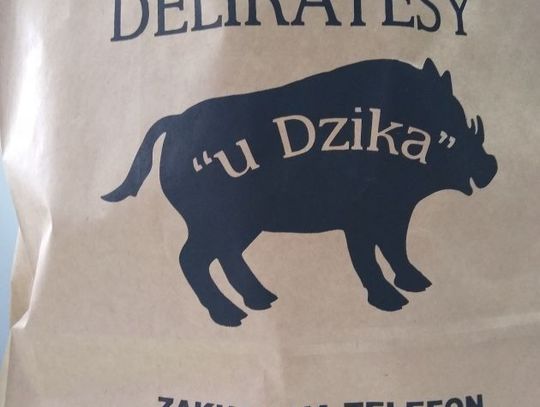 DELIKATESY
"u Dzika"
TELEFON